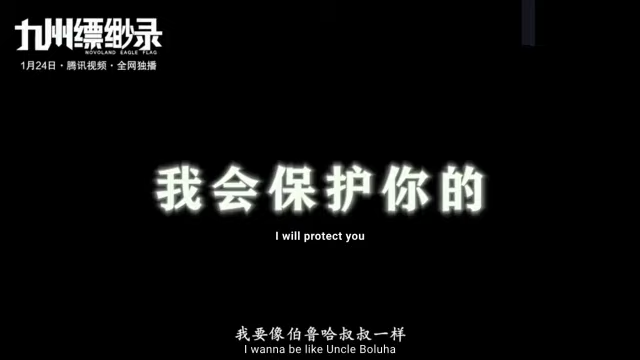 九州缥缈录
NOVOLAND EAGLE FLAG
1月24日·腾讯视频·全网独播
我会保护你的
I will protect you
我要像伯鲁哈叔叔一样
I wanna be like Uncle Boluha